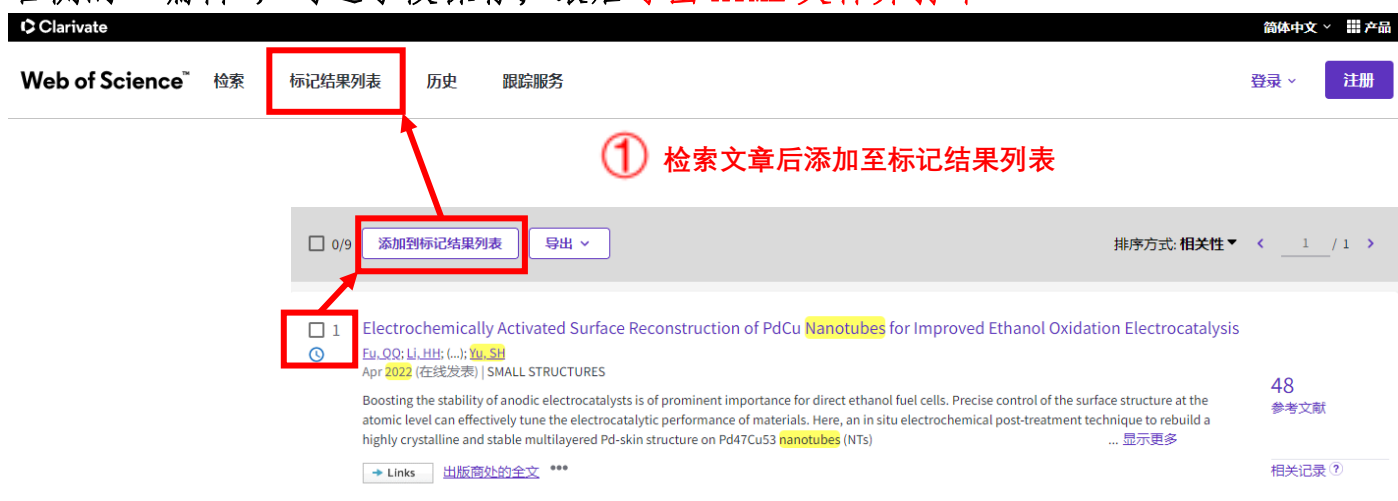 Clarivate
简体中文 产品
Web of Science™ 检索 标记结果列表 历史 跟踪服务 登录 注册
① 检索文章后添加至标记结果列表
0/9 添加到标记结果列表 导出 排序方式: 相关性 < 1 / 1 >
1 Electrochemically Activated Surface Reconstruction of PdCu Nanotubes for Improved Ethanol Oxidation Electrocatalysis
Fu, QQ; Li, HH; (...); Yu, SH
Apr 2022 (在线发表) | SMALL STRUCTURES
48
参考文献
Boosting the stability of anodic electrocatalysts is of prominent importance for direct ethanol fuel cells. Precise control of the surface structure at the
atomic level can effectively tune the electrocatalytic performance of materials. Here, an in situ electrochemical post-treatment technique to rebuild a
highly crystalline and stable multilayered Pd-skin structure on Pd47Cu53 nanotubes (NTs) ... 显示更多
Links 出版商处的全文 •••
相关记录 ?